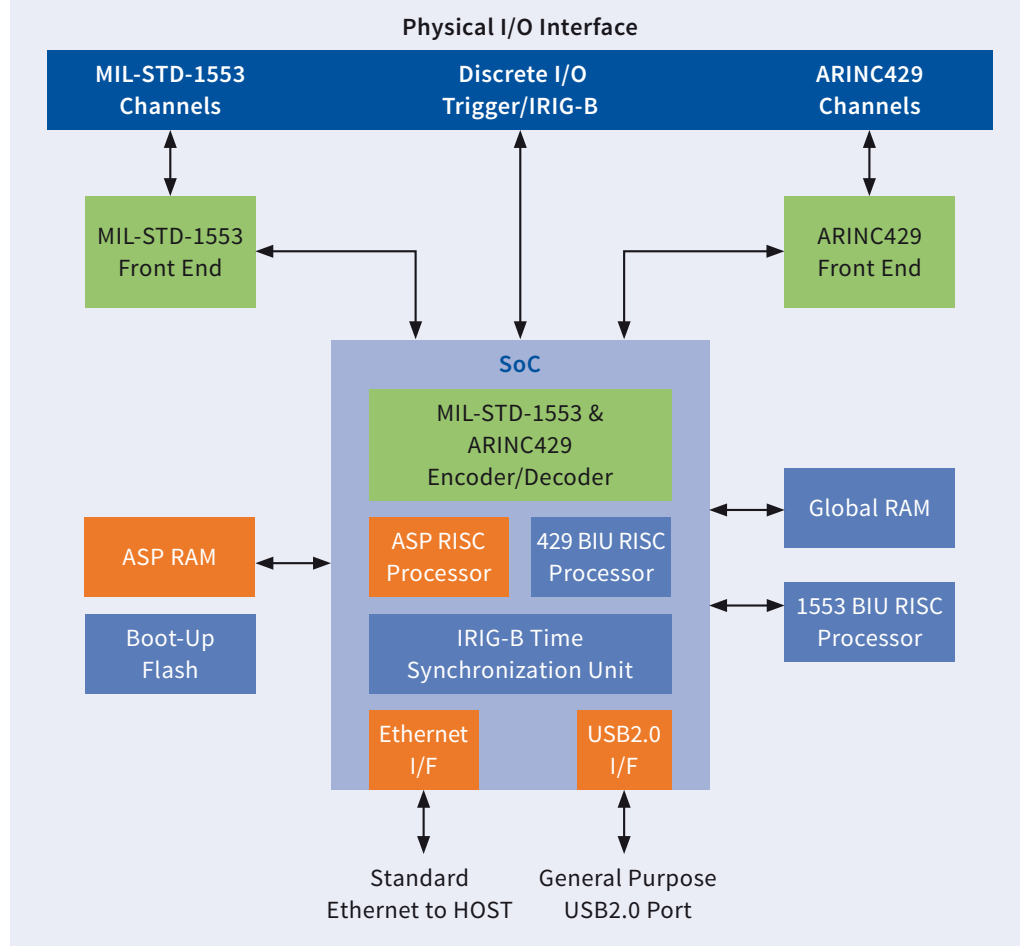 Physical I/O Interface
MIL-STD-1553
Channels
Discrete I/O
Trigger/IRIG-B
ARINC429
Channels
MIL-STD-1553
Front End
ARINC429
Front End
SoC
MIL-STD-1553 &
ARINC429
Encoder/Decoder
ASP RISC
Processor
429 BIU RISC
Processor
Global RAM
ASP RAM
1553 BIU RISC
Processor
Boot-Up
Flash
IRIG-B Time
Synchronization Unit
Ethernet
I/F
USB2.0
I/F
Standard
Ethernet to HOST
General Purpose
USB2.0 Port